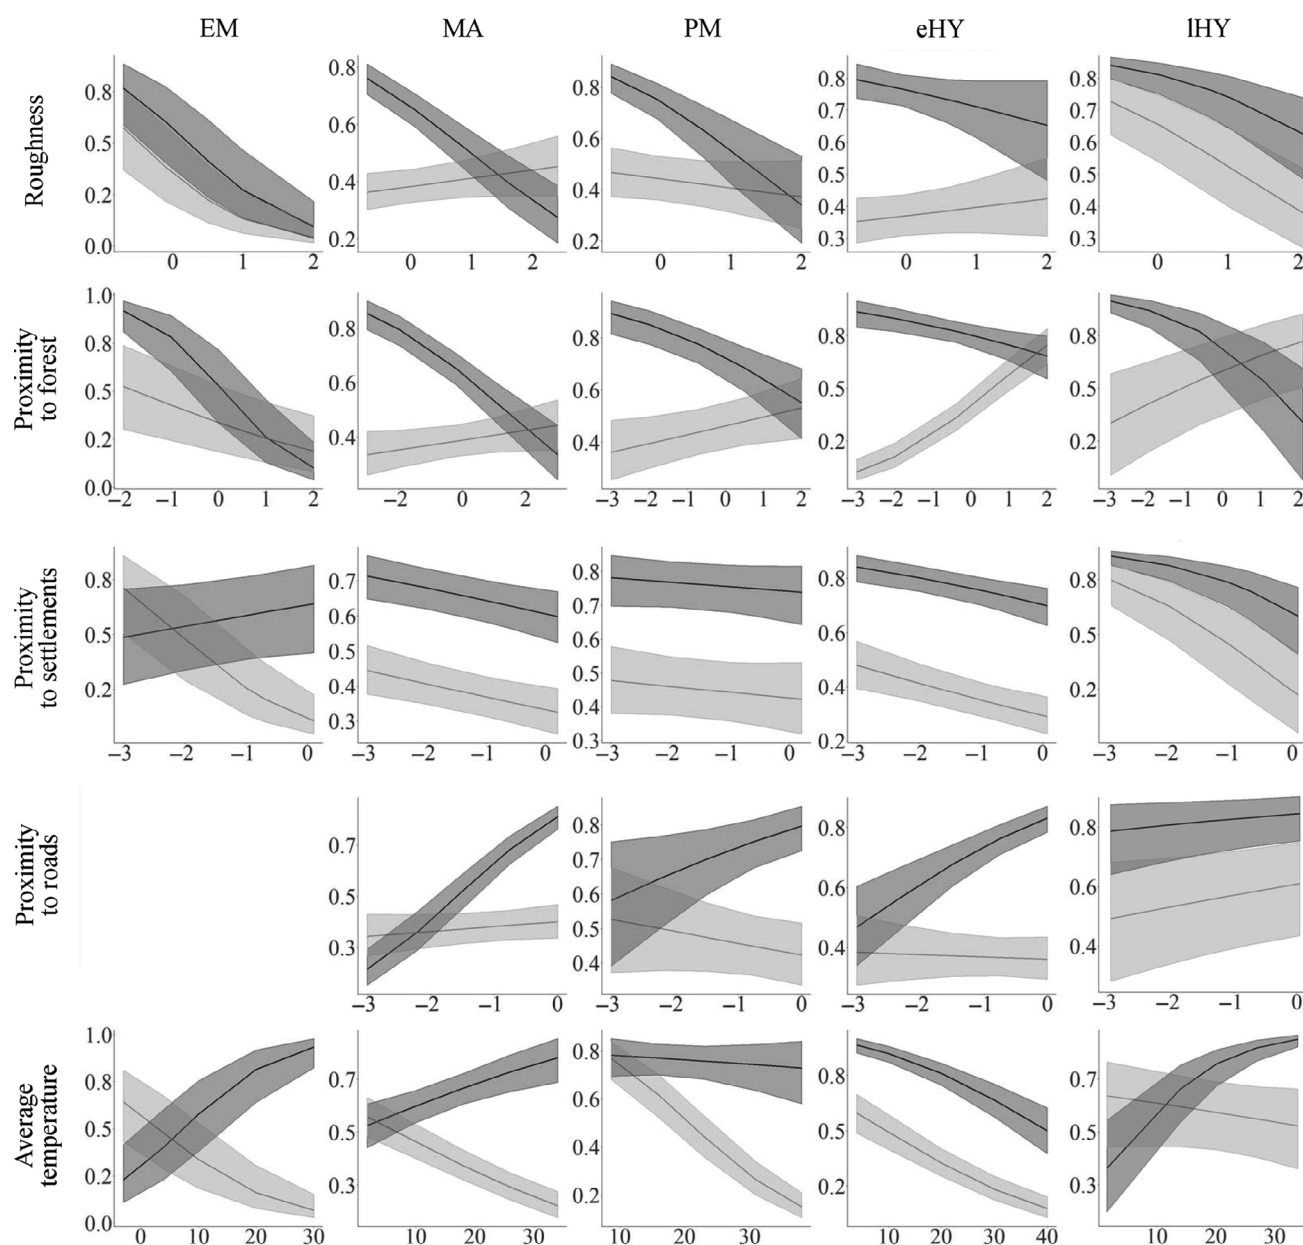 EM MA PM eHY lHY
Roughness
0.8 0.5 0.2 0.0
0 1 2
0.8 0.6 0.4 0.2
0 1 2
0.8 0.6 0.4 0.2
0 1 2
0.8 0.7 0.6 0.5 0.4 0.3
0 1 2
0.8 0.7 0.6 0.5 0.4 0.3
0 1 2
Proximity
to forest
1.0 0.8 0.5 0.2 0.0
−2 −1 0 1 2
0.8 0.6 0.4
−2 0 2
0.8 0.6 0.4
−3 −2 −1 0 1 2
0.8 0.5 0.2
−3 −2 −1 0 1 2
0.8 0.5 0.2
−3 −2 −1 0 1 2
Proximity
to settlements
0.8 0.5 0.2
−3 −2 −1 0
0.7 0.6 0.5 0.4 0.3
−3 −2 −1 0
0.8 0.7 0.6 0.5 0.4 0.3
−3 −2 −1 0
0.8 0.6 0.4 0.2
−3 −2 −1 0
0.8 0.5 0.2
−3 −2 −1 0
Proximity
to roads
0.7 0.5 0.3
−3 −2 −1 0
0.8 0.7 0.6 0.5 0.4
−3 −2 −1 0
0.8 0.6 0.4
−3 −2 −1 0
0.8 0.6 0.4
−3 −2 −1 0
Average
temperature
1.0 0.8 0.5 0.2 0.0
0 10 20 30
0.7 0.5 0.3
10 20 30
0.8 0.6 0.4 0.2
10 20 30
0.8 0.5 0.2
10 20 30 40
0.7 0.5 0.3
10 20 30